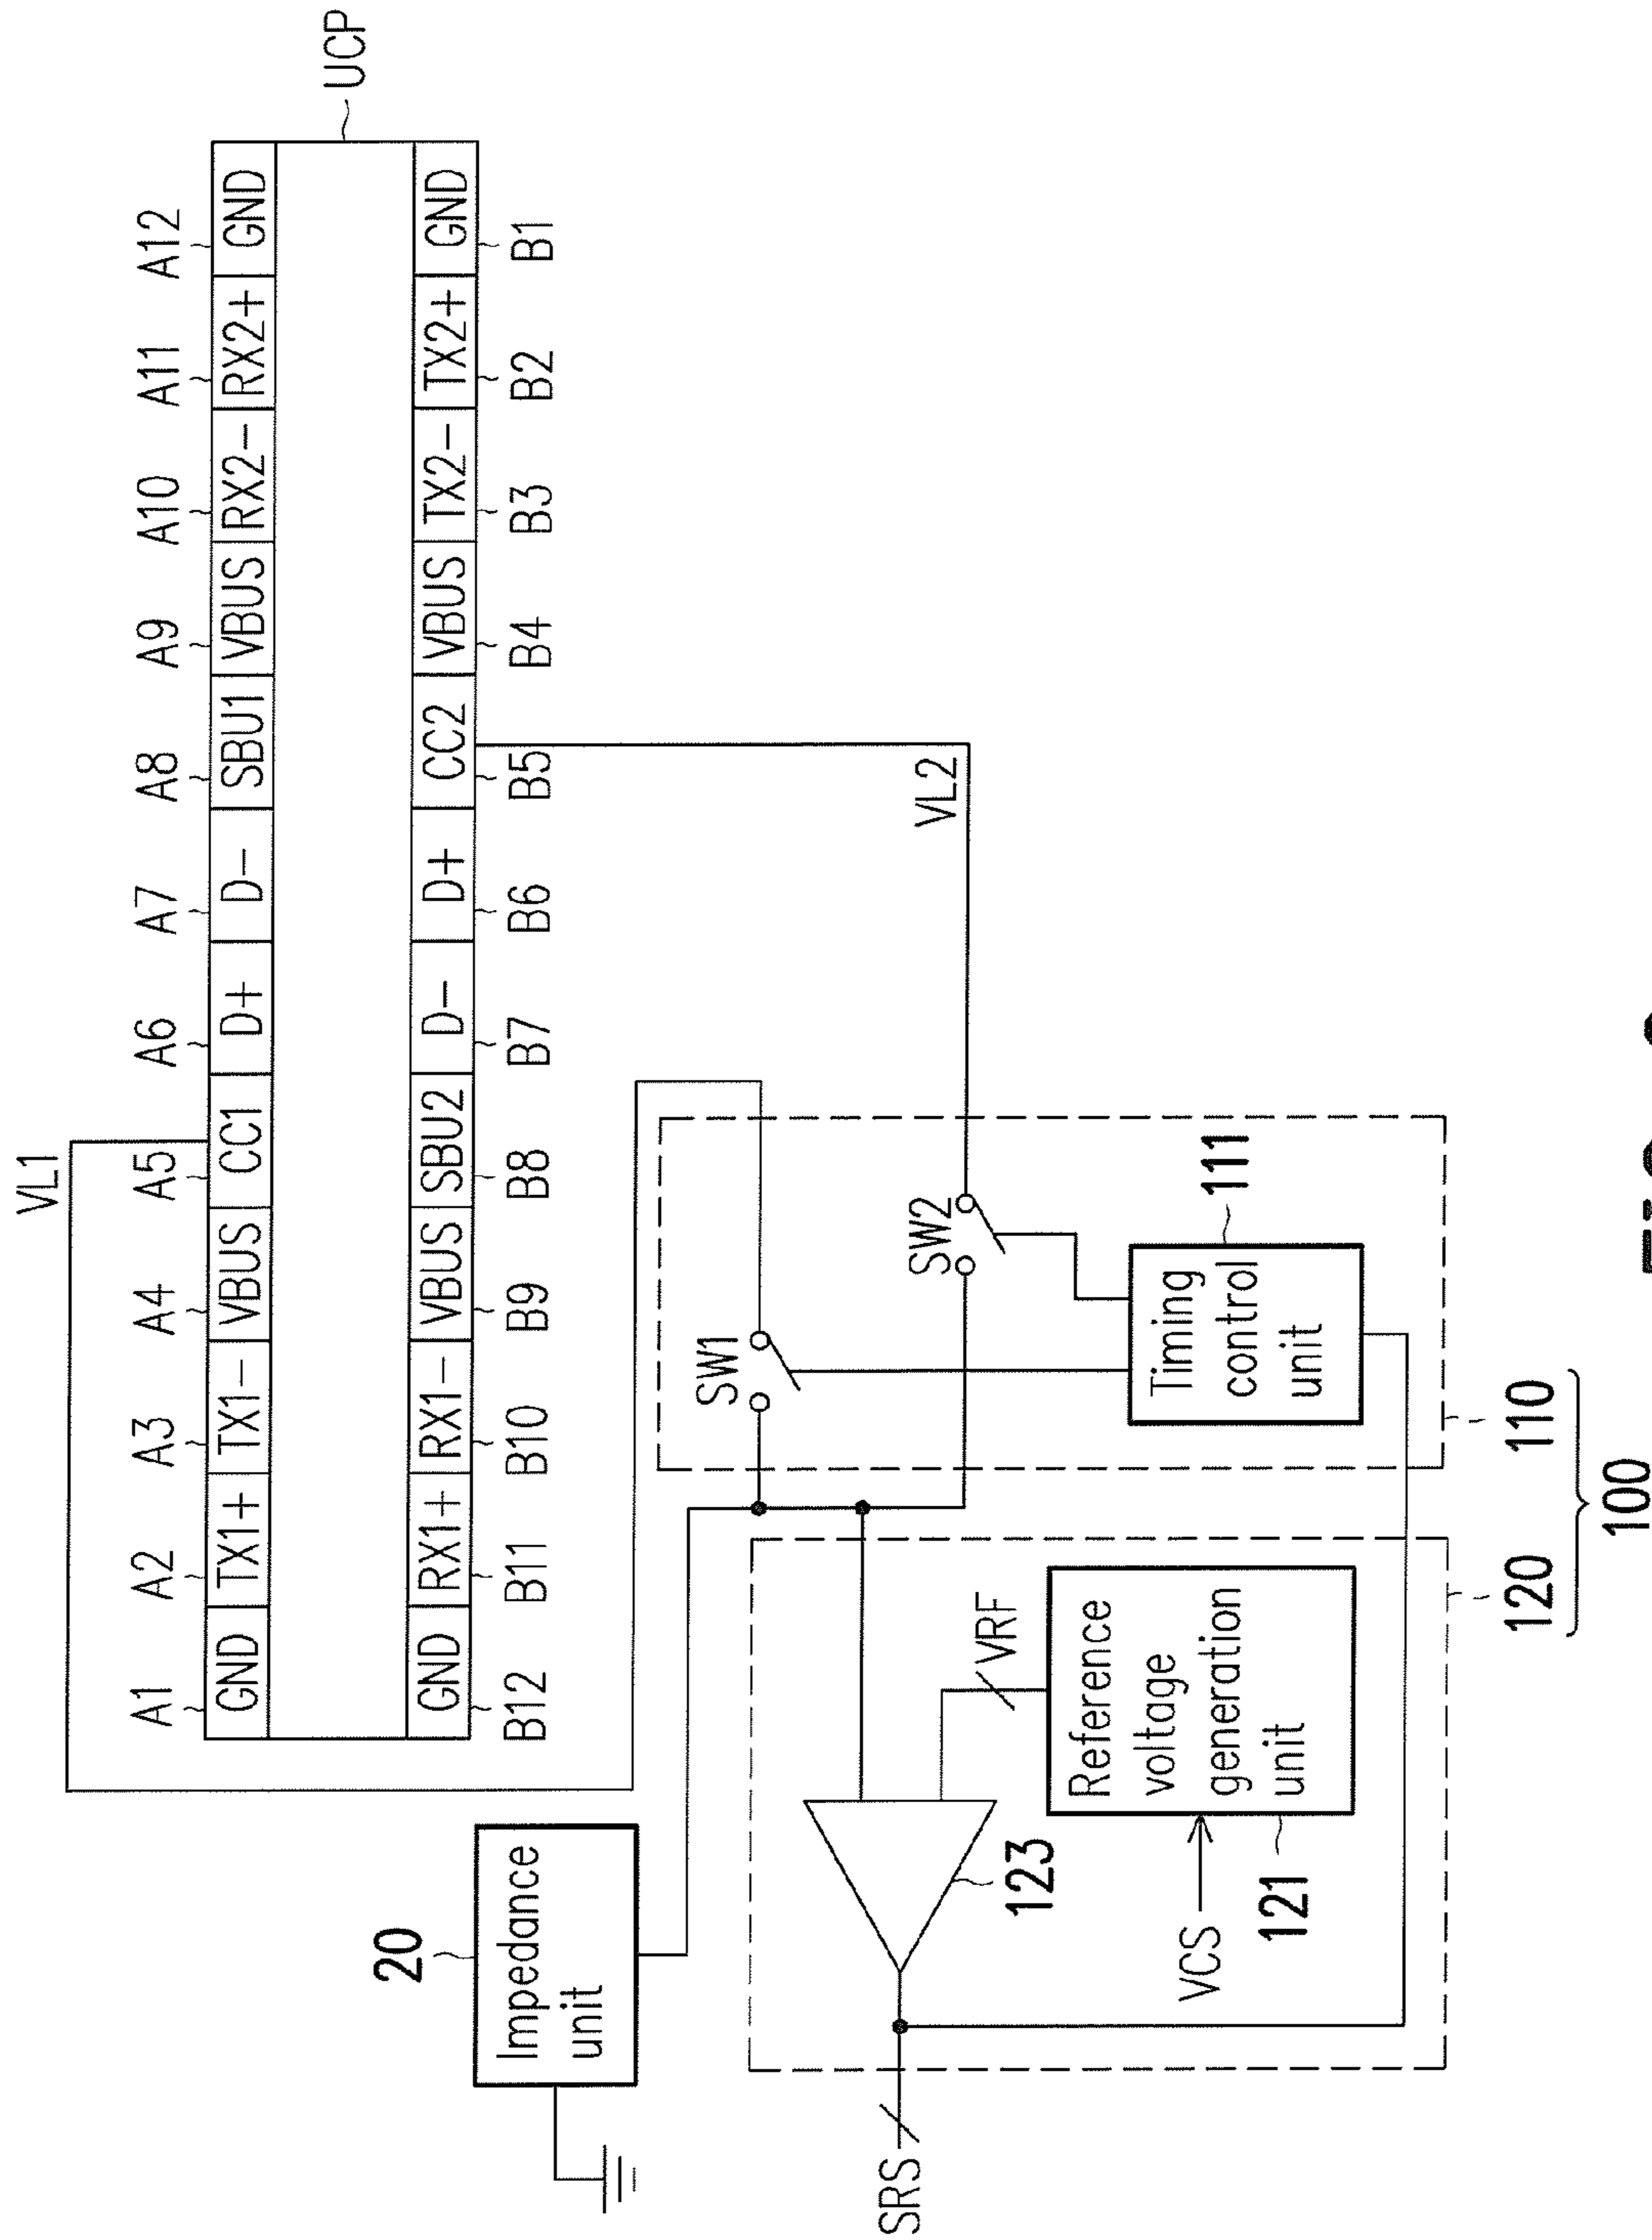 VL1
A1 A2 A3 A4 A5 A6 A7 A8 A9 A10 A11 A12
GND TX1+ TX1− VBUS CC1 D+ D− SBU1 VBUS RX2− RX2+ GND
UCP
GND RX1+ RX1− VBUS SBU2 D− D+ CC2 VBUS TX2− TX2+ GND
B12 B11 B10 B9 B8 B7 B6 B5 B4 B3 B2 B1
20
Impedance
unit
SW1
SW2
VL2
SRS
123
VRF
VCS
121
Reference
voltage
generation
unit
Timing
control
unit
111
120
110
100